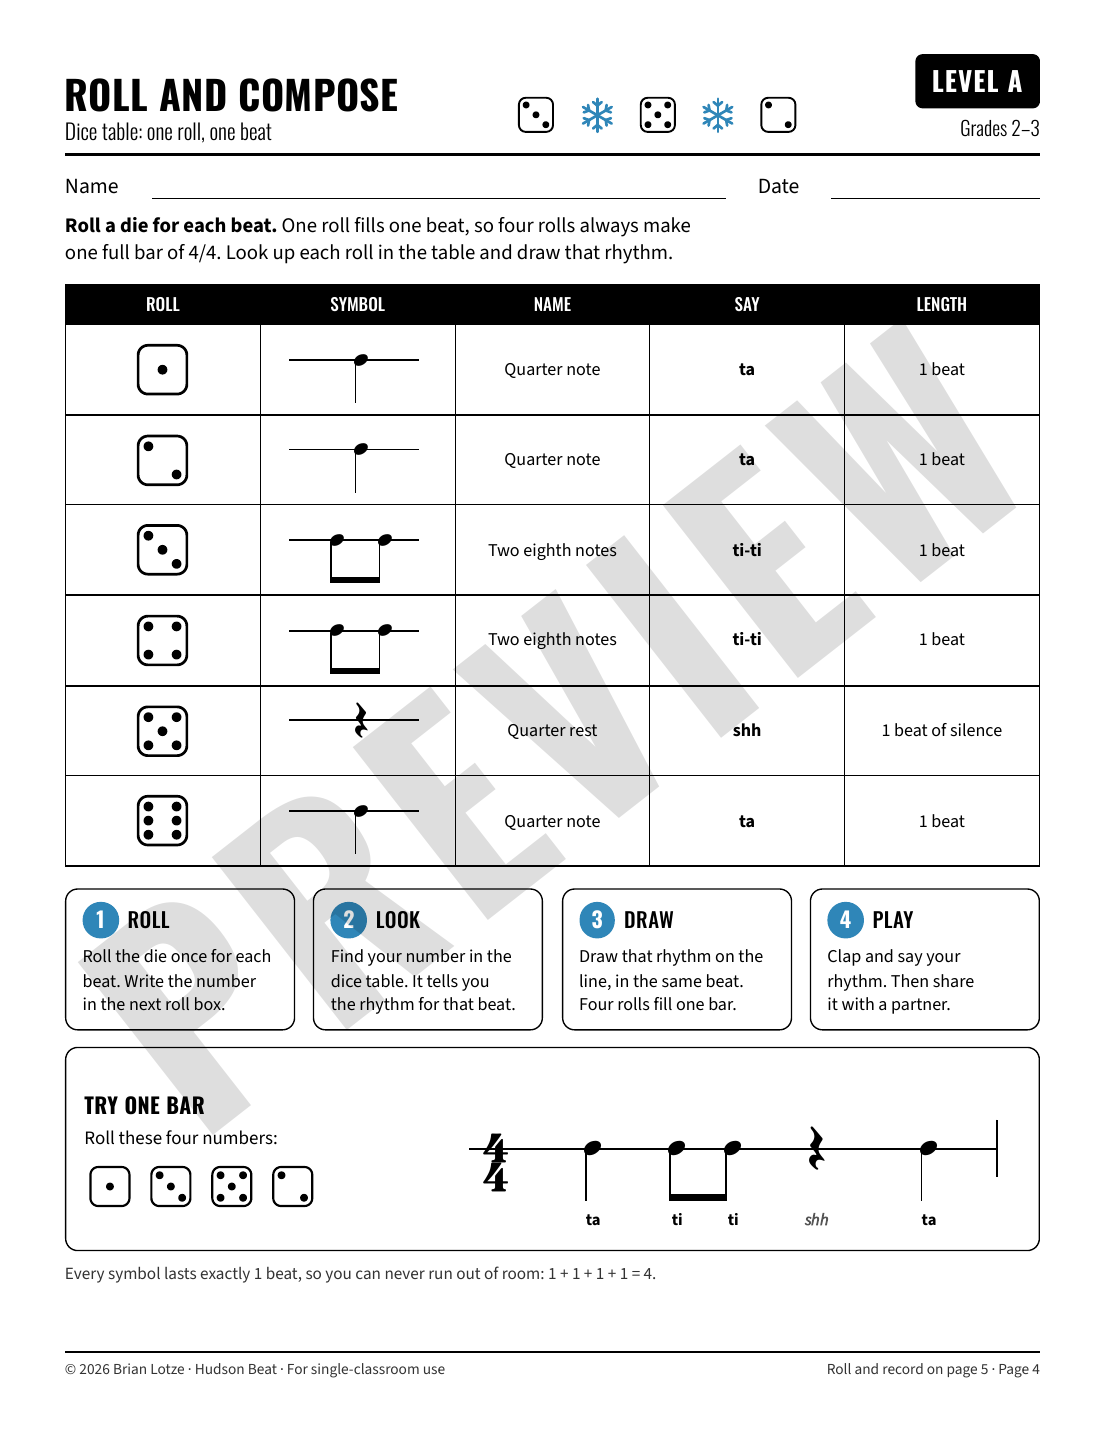 ROLL AND COMPOSE
Dice table: one roll, one beat
LEVEL A
Grades 2–3
Name
Date
Roll a die for each beat. One roll fills one beat, so four rolls always make
one full bar of 4/4. Look up each roll in the table and draw that rhythm.
ROLL SYMBOL NAME SAY LENGTH
Quarter note ta 1 beat
Quarter note ta 1 beat
Two eighth notes ti-ti 1 beat
Two eighth notes ti-ti 1 beat
Quarter rest shh 1 beat of silence
Quarter note ta 1 beat
PREVIEW
1 ROLL
Roll the die once for each
beat. Write the number
in the next roll box.
2 LOOK
Find your number in the
dice table. It tells you
the rhythm for that beat.
3 DRAW
Draw that rhythm on the
line, in the same beat.
Four rolls fill one bar.
4 PLAY
Clap and say your
rhythm. Then share
it with a partner.
TRY ONE BAR
Roll these four numbers:
4
4
ta ti ti shh ta
Every symbol lasts exactly 1 beat, so you can never run out of room: 1 + 1 + 1 + 1 = 4.
© 2026 Brian Lotze · Hudson Beat · For single-classroom use
Roll and record on page 5 · Page 4